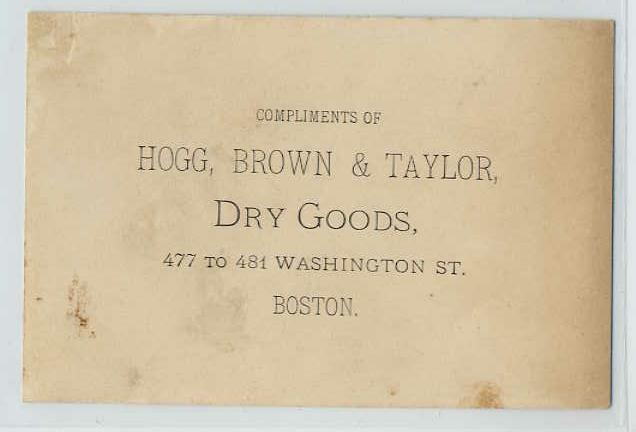 COMPLIMENTS OF
HOGG, BROWN & TAYLOR,
DRY GOODS,
477 TO 481 WASHINGTON ST.
BOSTON.